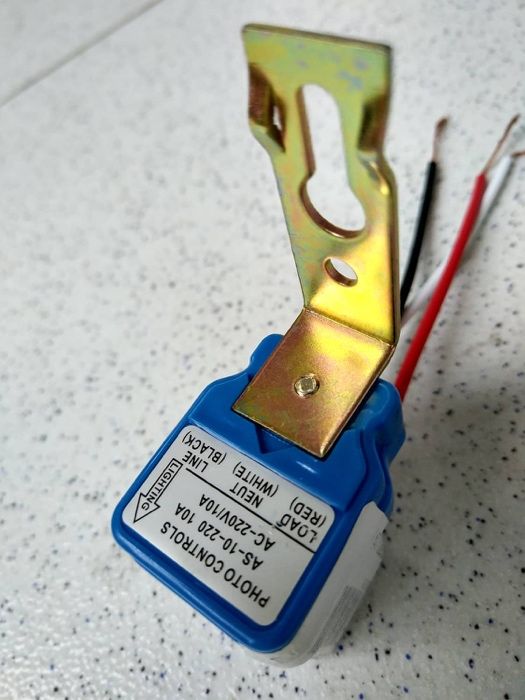 PHOTO CONTROLS
AS-10-220 10A
AC-220V/10A
LIGHTING
LOAD NEUT LINE
(RED) (WHITE) (BLACK)